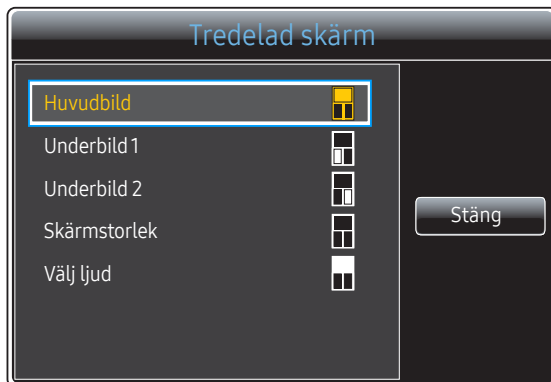 Tredelad skärm
Huvudbild
Underbild 1
Underbild 2
Skärmstorlek
Välj ljud
Stäng